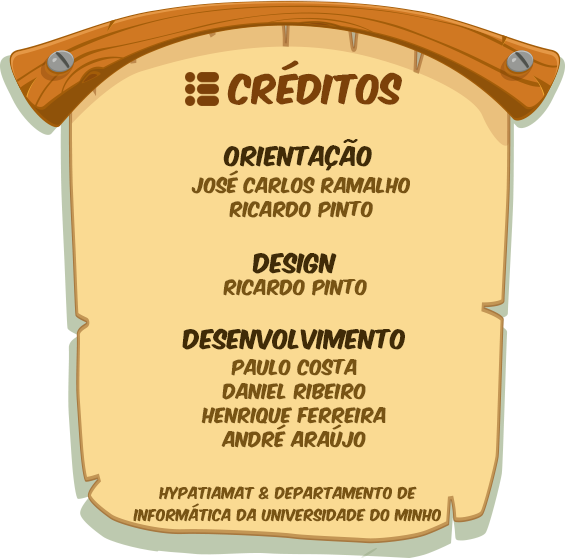 CRÉDITOS
ORIENTAÇÃO
JOSÉ CARLOS RAMALHO
RICARDO PINTO
DESIGN
RICARDO PINTO
DESENVOLVIMENTO
PAULO COSTA
DANIEL RIBEIRO
HENRIQUE FERREIRA
ANDRÉ ARAÚJO
HYPATIAMAT & DEPARTAMENTO DE
INFORMÁTICA DA UNIVERSIDADE DO MINHO